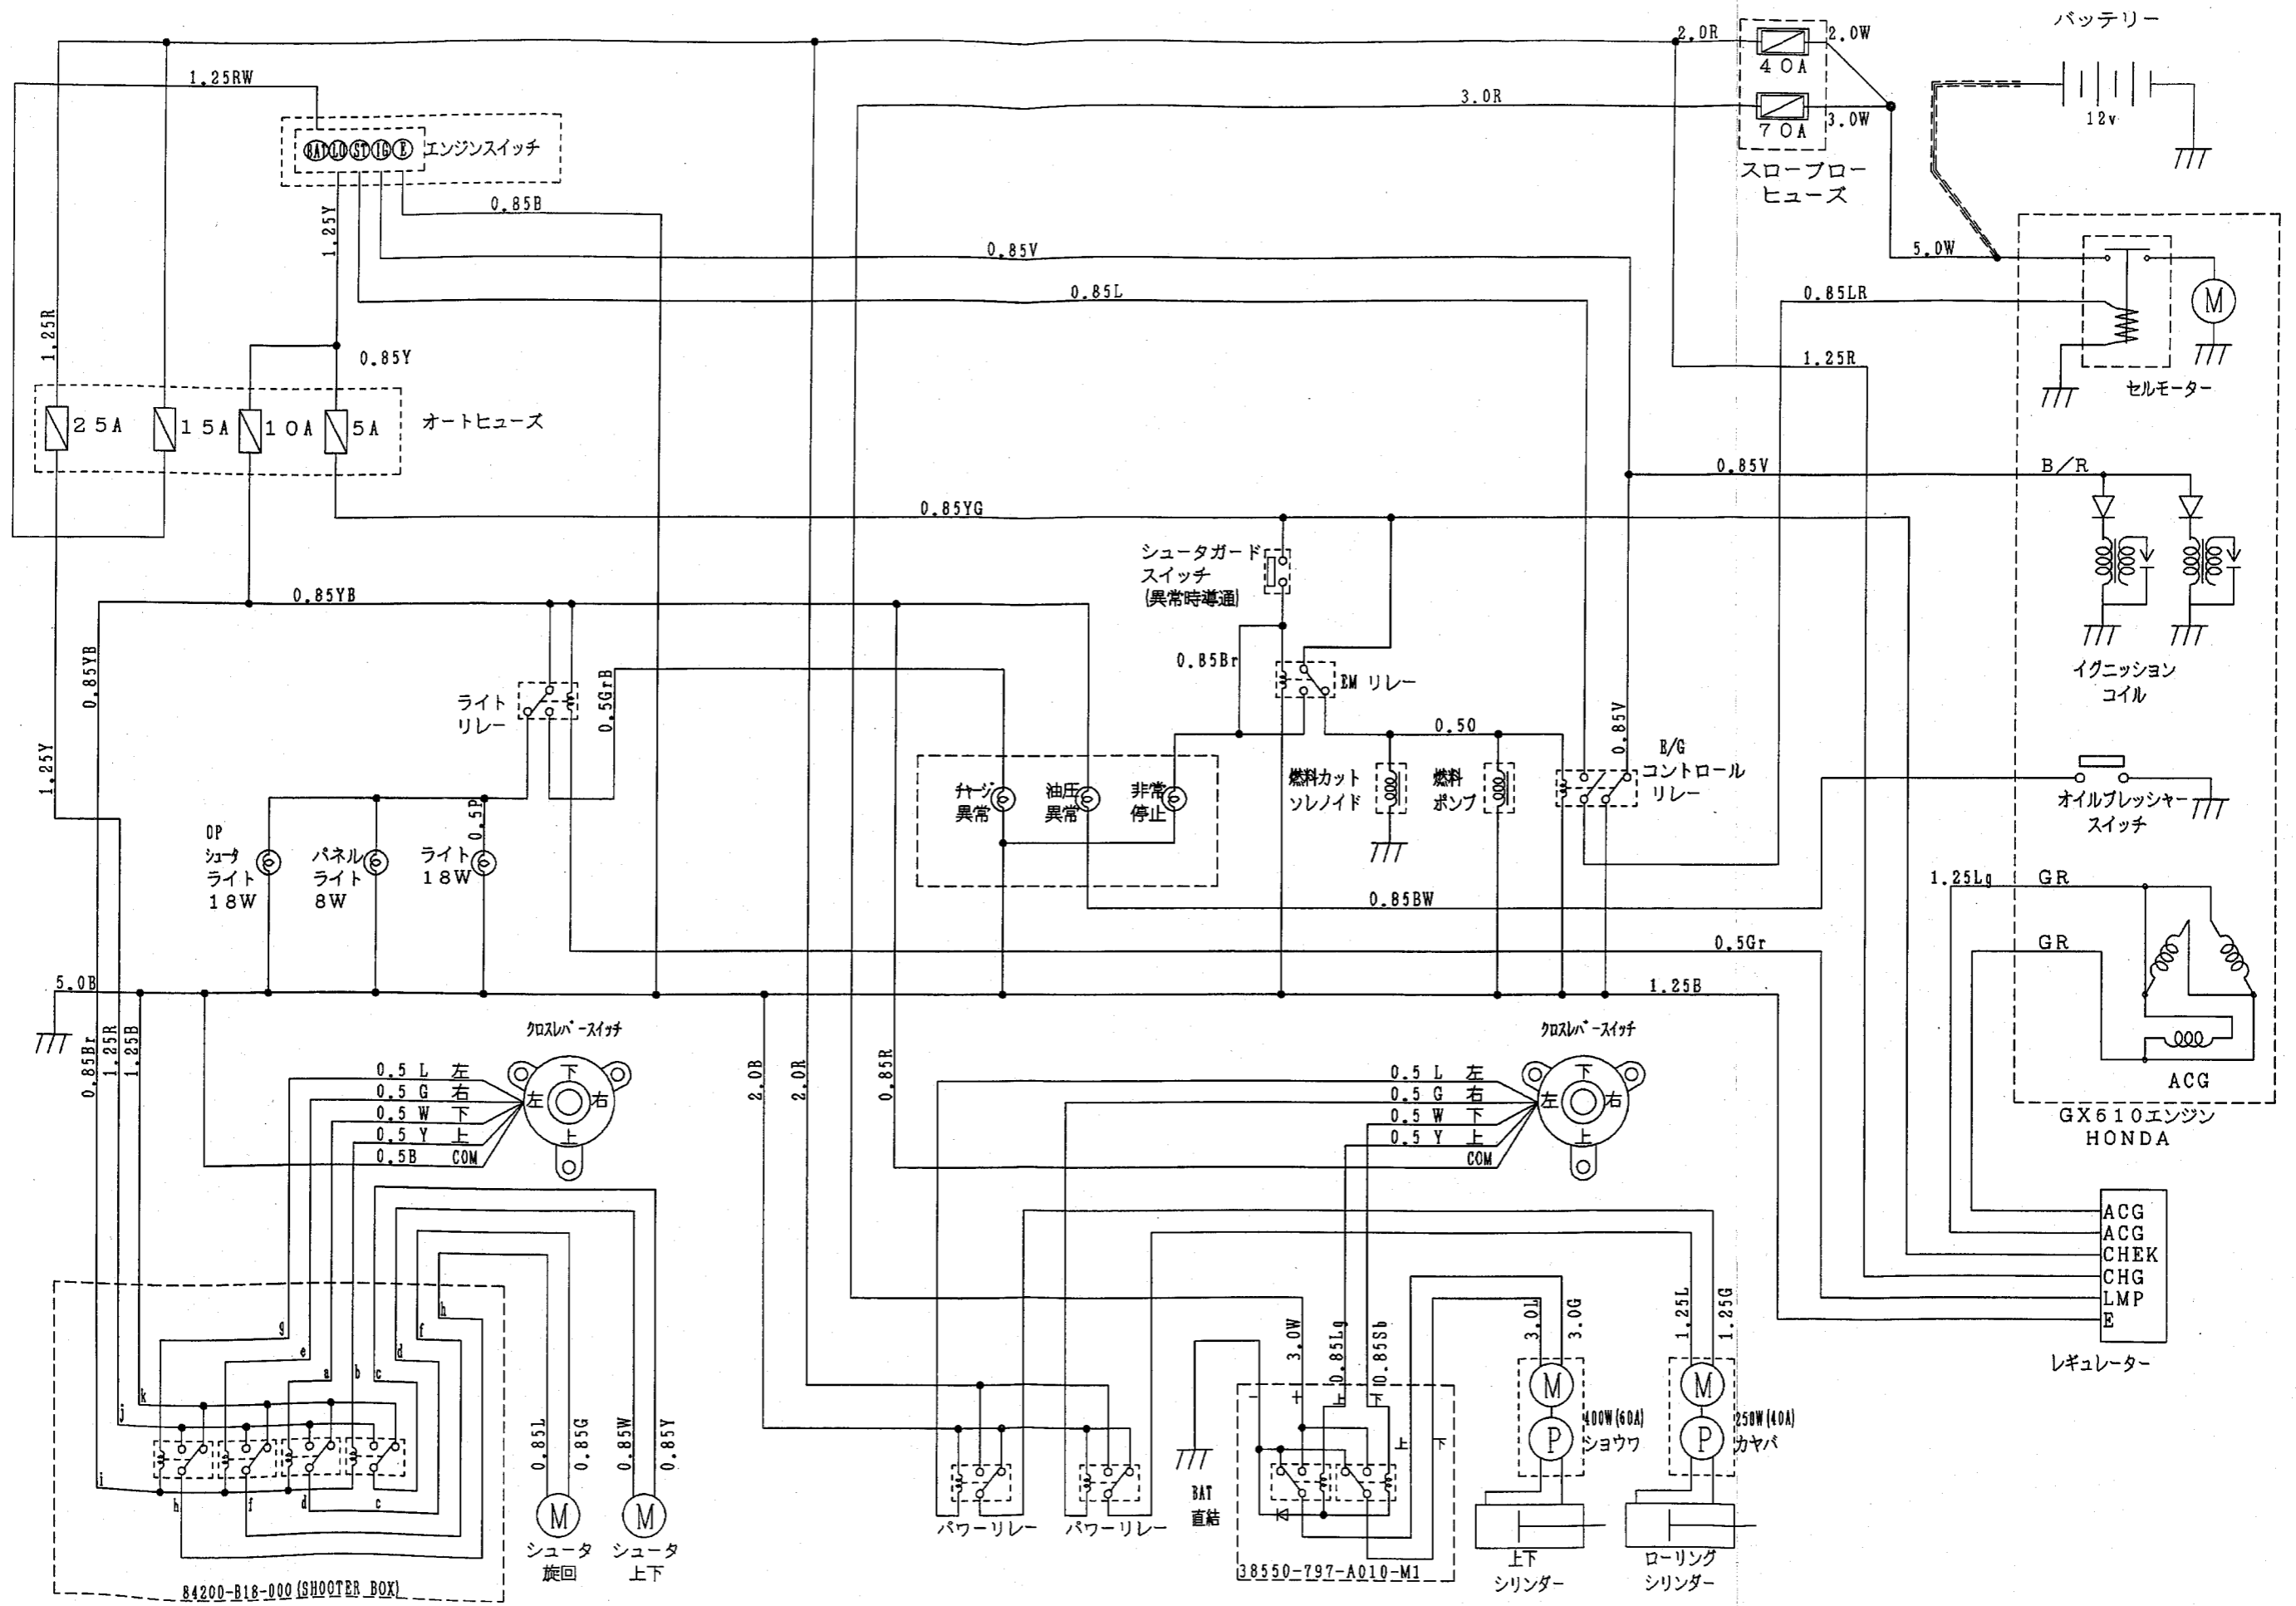 バッテリー
2.0R
2.0W
40A
1.25RW
3.0R
12v
3.0W
70A
BAT LO ST IG E
エンジンスイッチ
スローブロー
ヒューズ
0.85B
1.25Y
0.85V
5.0W
0.85L
0.85LR
M
1.25R
0.85Y
1.25R
セルモーター
25A
15A
10A
5A
オートヒューズ
0.85V
B/R
0.85YG
シュータガード
スイッチ
(異常時導通)
0.85YB
0.85YB
0.85Br
イグニッション
コイル
EM リレー
ライト
リレー
0.5GrB
0.50
0.85V
E/G
コントロール
リレー
1.25Y
チャージ
異常
油圧
異常
非常
停止
燃料カット
ソレノイド
燃料
ポンプ
オイルプレッシャー
スイッチ
0.5P
OP
シュータ
ライト
18W
パネル
ライト
8W
ライト
18W
1.25Lg
GR
0.85BW
0.5Gr
GR
5.0B
1.25B
0.85Br
1.25R
1.25B
クロスレバースイッチ
クロスレバースイッチ
2.0B
2.0R
0.85R
ACG
GX610エンジン
HONDA
0.5 L 左
0.5 G 右
0.5 W 下
0.5 Y 上
0.5B COM
下
左
右
上
0.5 L 左
0.5 G 右
0.5 W 下
0.5 Y 上
COM
下
左
右
上
ACG
ACG
CHEK
CHG
LMP
E
レギュレーター
h
g
f
e
d
a
b
c
k
j
i
h
f
d
c
0.85L
0.85G
0.85W
0.85Y
M
M
シュータ
旋回
シュータ
上下
84200-B18-000(SHOOTER BOX)
パワーリレー
パワーリレー
3.0W
0.85Lg
0.85Sb
3.0L
3.0G
1.25L
1.25G
−
+
上
下
上
下
BAT
直結
38550-797-A010-M1
M
P
400W(60A)
ショウワ
M
P
250W(40A)
カヤバ
上下
シリンダー
ローリング
シリンダー